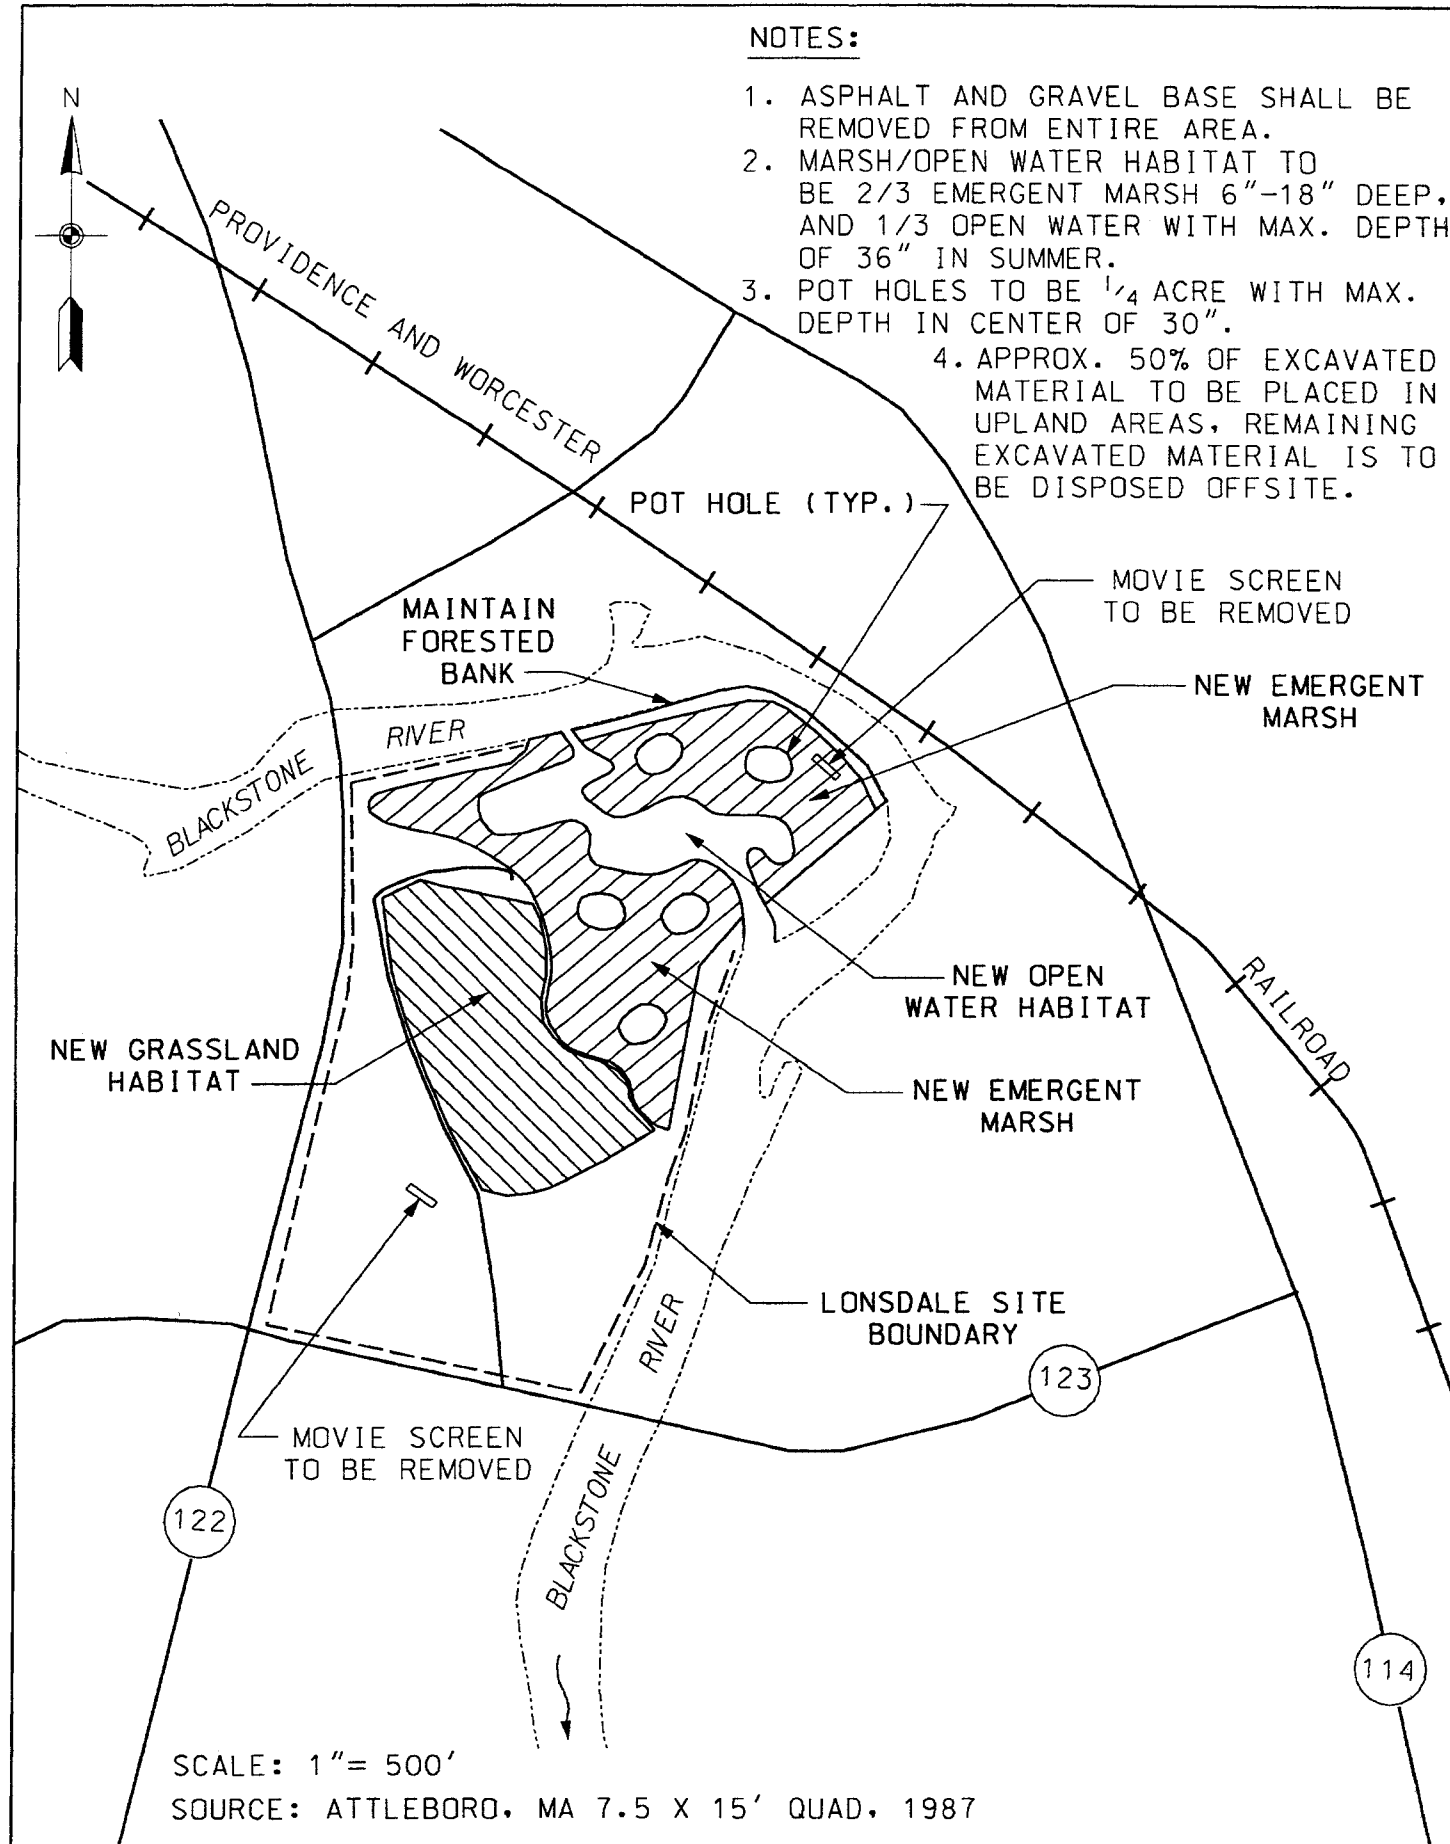 NOTES:
1. ASPHALT AND GRAVEL BASE SHALL BE
REMOVED FROM ENTIRE AREA.
2. MARSH/OPEN WATER HABITAT TO
BE 2/3 EMERGENT MARSH 6"-18" DEEP,
AND 1/3 OPEN WATER WITH MAX. DEPTH
OF 36" IN SUMMER.
3. POT HOLES TO BE 1/4 ACRE WITH MAX.
DEPTH IN CENTER OF 30".
4. APPROX. 50% OF EXCAVATED
MATERIAL TO BE PLACED IN
UPLAND AREAS, REMAINING
EXCAVATED MATERIAL IS TO
BE DISPOSED OFFSITE.
N
PROVIDENCE AND WORCESTER
POT HOLE (TYP.)
MOVIE SCREEN
TO BE REMOVED
MAINTAIN
FORESTED
BANK
NEW EMERGENT
MARSH
RIVER
BLACKSTONE
NEW OPEN
WATER HABITAT
RAILROAD
NEW GRASSLAND
HABITAT
NEW EMERGENT
MARSH
LONSDALE SITE
BOUNDARY
RIVER
123
MOVIE SCREEN
TO BE REMOVED
BLACKSTONE
122
114
SCALE: 1"= 500'
SOURCE: ATTLEBORO, MA 7.5 X 15' QUAD, 1987